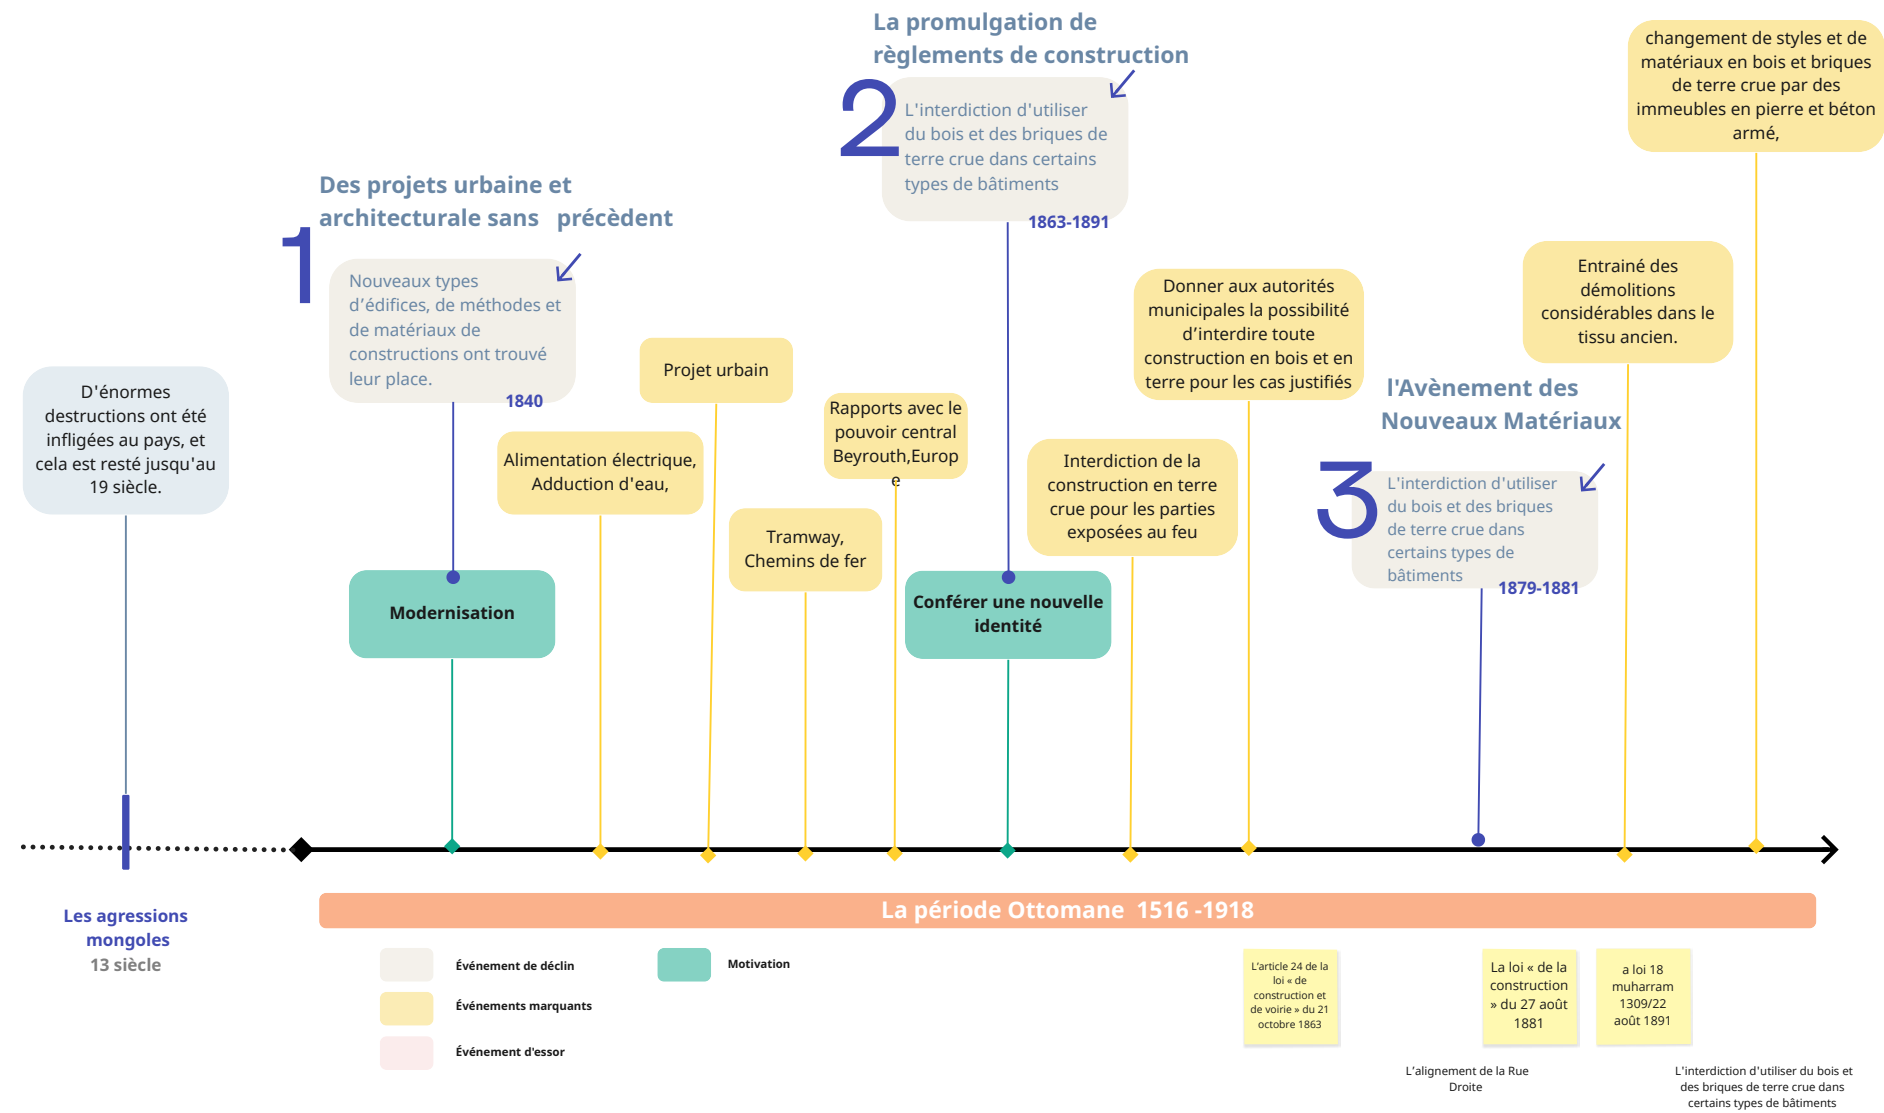 La promulgation de
règlements de construction
2
L'interdiction d'utiliser
du bois et des briques de
terre crue dans certains
types de bâtiments
1863-1891
changement de styles et de
matériaux en bois et briques
de terre crue par des
immeubles en pierre et béton
armé,
Des projets urbaine et
architecturale sans précèdent
1
Nouveaux types
d’édifices, de méthodes et
de matériaux de
constructions ont trouvé
leur place.
1840
D'énormes
destructions ont été
infligées au pays, et
cela est resté jusqu'au
19 siècle.
Alimentation électrique,
Adduction d'eau,
Projet urbain
Tramway,
Chemins de fer
Rapports avec le
pouvoir central
Beyrouth,Europ
e
Interdiction de la
construction en terre
crue pour les parties
exposées au feu
Donner aux autorités
municipales la possibilité
d’interdire toute
construction en bois et en
terre pour les cas justifiés
Entrainé des
démolitions
considérables dans le
tissu ancien.
l'Avènement des
Nouveaux Matériaux
3
L'interdiction d'utiliser
du bois et des briques
de terre crue dans
certains types de
bâtiments
1879-1881
Modernisation
Conférer une nouvelle
identité
Les agressions
mongoles
13 siècle
La période Ottomane 1516 -1918
Événement de déclin
Événements marquants
Événement d'essor
Motivation
L’article 24 de la
loi « de
construction et
de voirie » du 21
octobre 1863
La loi « de la
construction
» du 27 août
1881
a loi 18
muharram
1309/22
août 1891
L’alignement de la Rue
Droite
L'interdiction d'utiliser du bois et
des briques de terre crue dans
certains types de bâtiments